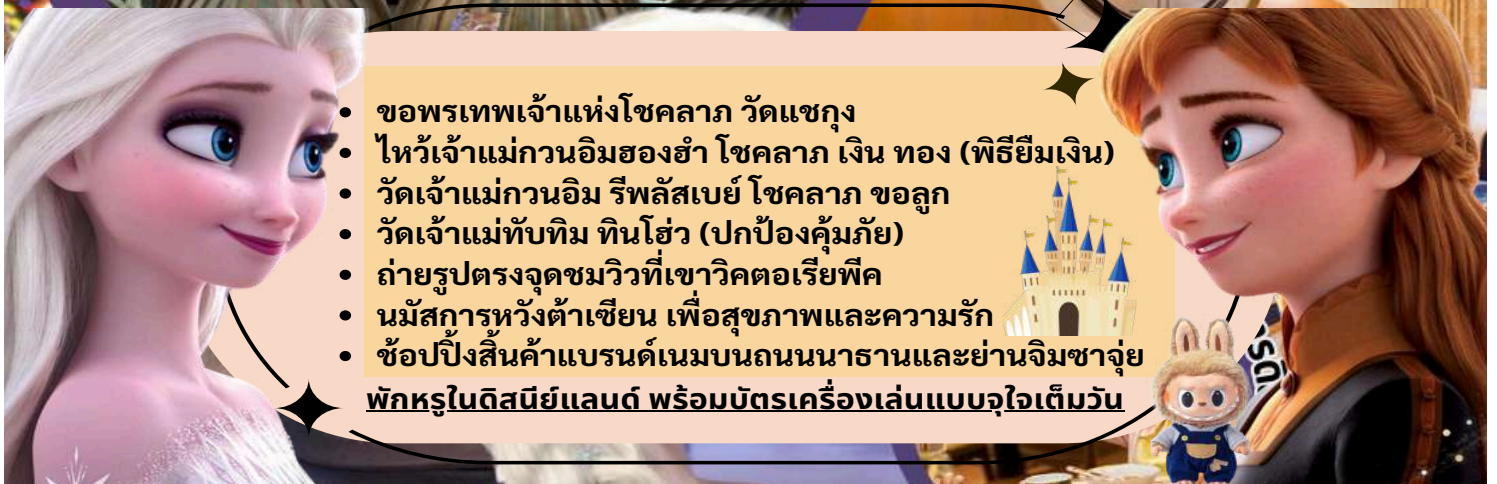 • ขอพรเทพเจ้าแห่งโชคลาภ วัดแชกุง
• ไหว้เจ้าแม่กวนอิมฮองฮำ โชคลาภ เงิน ทอง (พิธียืมเงิน)
• วัดเจ้าแม่กวนอิม รีพลัสเบย์ โชคลาภ ขอลูก
• วัดเจ้าแม่ทับทิม ทินโฮ่ว (ปกป้องคุ้มภัย)
• ถ่ายรูปตรงจุดชมวิวที่เขาวิคตอเรียพีค
• นมัสการหวังต้าเซียน เพื่อสุขภาพและความรัก
• ช้อปปิ้งสิ้นค้าแบรนด์เนมบนถนนนาธานและย่านจิมซาจุ่ย
พักหรูในดิสนีย์แลนด์ พร้อมบัตรเครื่องเล่นแบบจุใจเต็มวัน